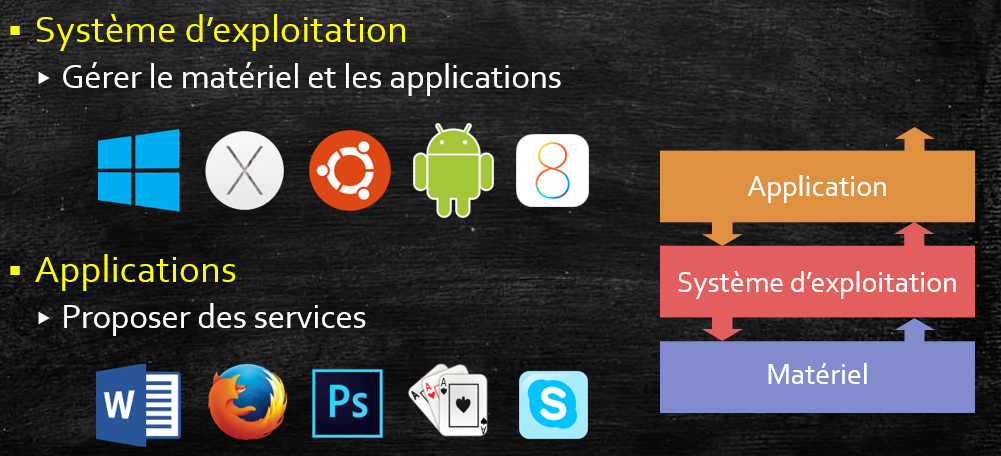 Système d’exploitation
Gérer le matériel et les applications
X
8
Applications
Proposer des services
W
Ps
A A A A
S
Application
Système d’exploitation
Matériel